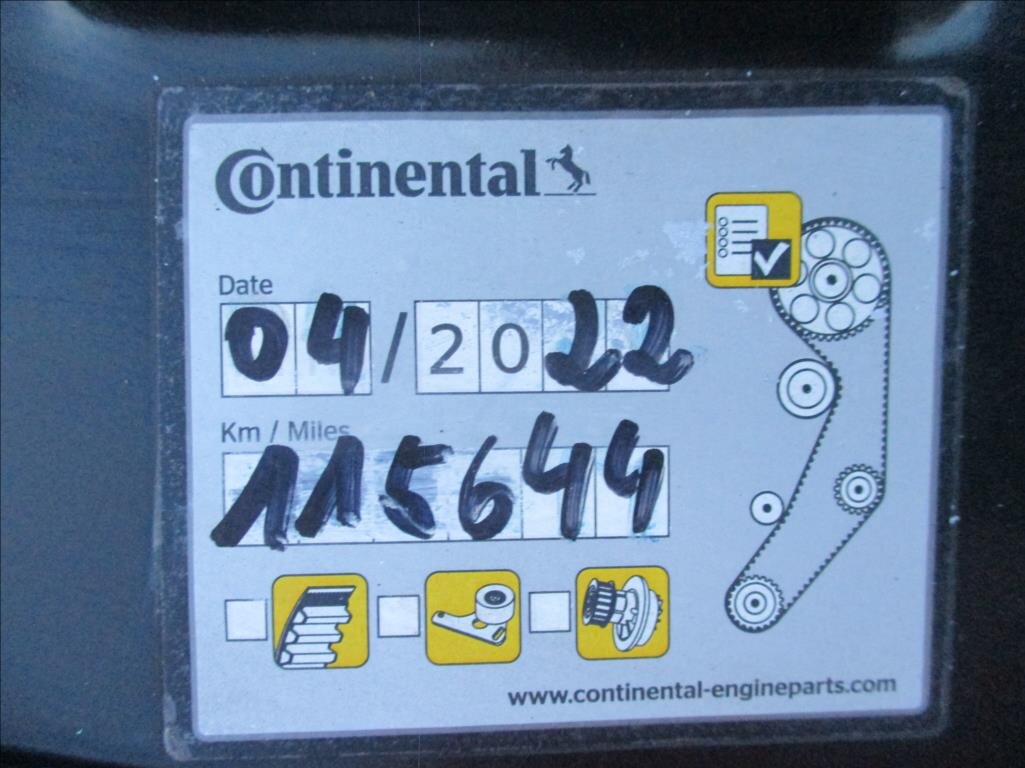 Continental
Date
04/2022
Km / Miles
115644
www.continental-engineparts.com